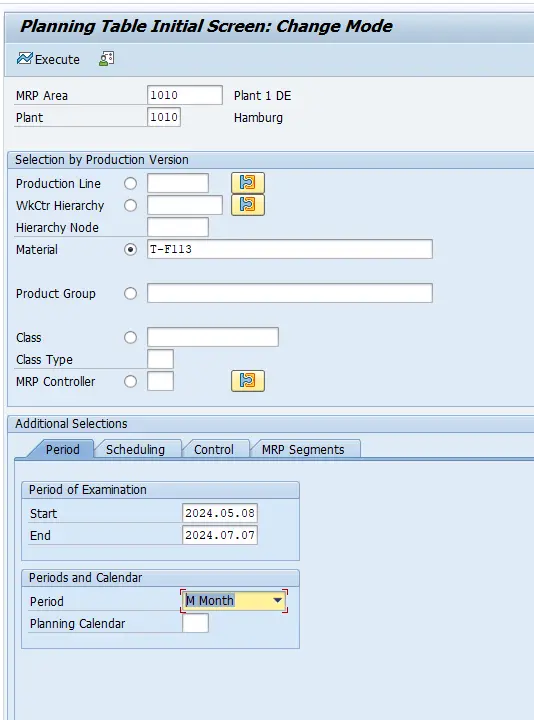 Planning Table Initial Screen: Change Mode
Execute
MRP Area 1010 Plant 1 DE
Plant 1010 Hamburg
Selection by Production Version
Production Line
WkCtr Hierarchy
Hierarchy Node
Material T-F113
Product Group
Class
Class Type
MRP Controller
Additional Selections
Period Scheduling Control MRP Segments
Period of Examination
Start 2024.05.08
End 2024.07.07
Periods and Calendar
Period M Month
Planning Calendar